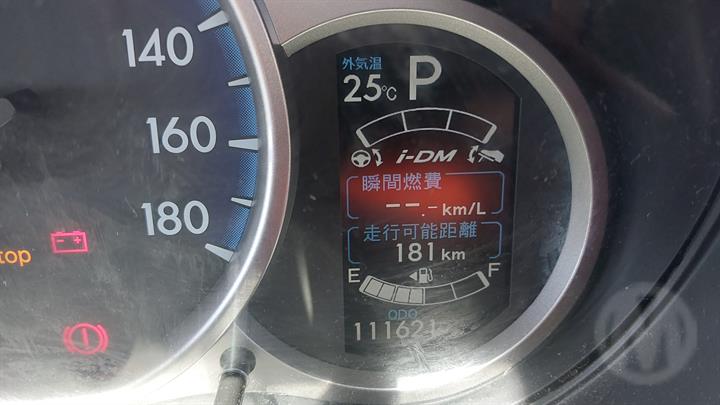 140
160
180
top
外気温
25℃ P
i-DM
瞬間燃費
--.- km/L
走行可能距離
181 km
E F
ODO
111621